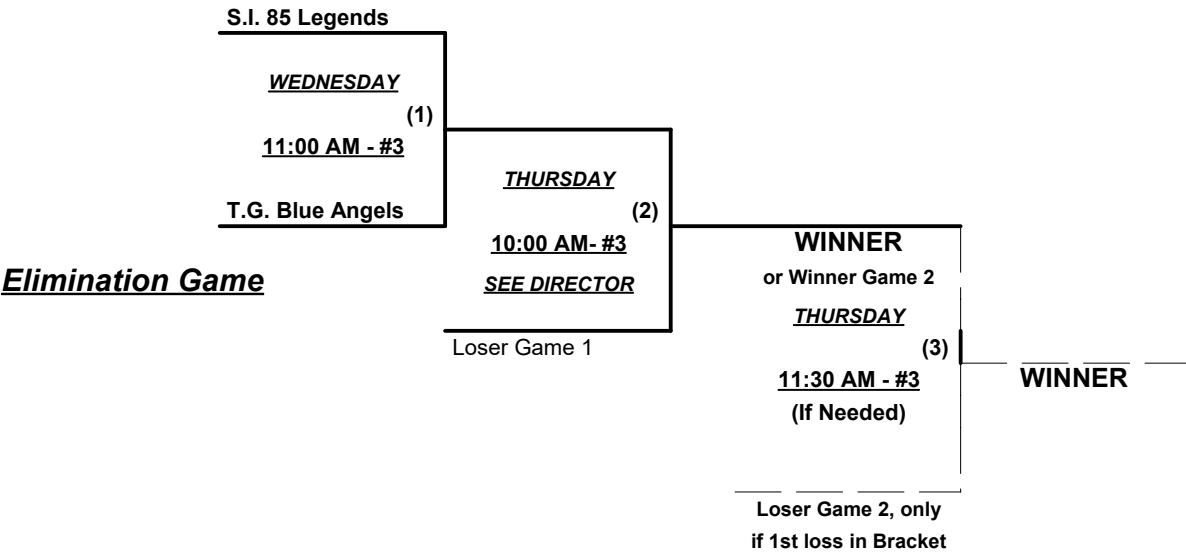 S.I. 85 Legends
WEDNESDAY
(1)
11:00 AM - #3
T.G. Blue Angels
THURSDAY
(2)
10:00 AM- #3
SEE DIRECTOR
Loser Game 1
Elimination Game
WINNER
or Winner Game 2
THURSDAY
(3)
11:30 AM - #3
(If Needed)
WINNER
Loser Game 2, only
if 1st loss in Bracket